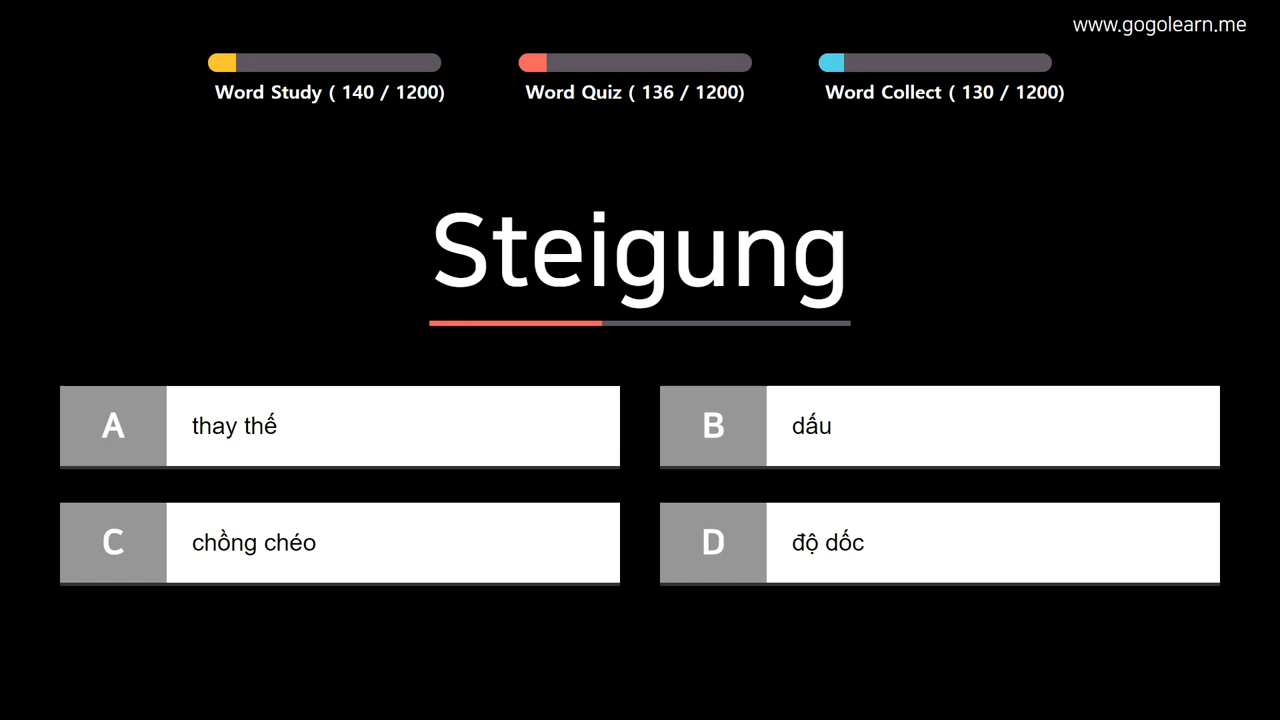 www.gogolearn.me
Word Study ( 140 / 1200)
Word Quiz ( 136 / 1200)
Word Collect ( 130 / 1200)
Steigung
A thay thế
B dấu
C chồng chéo
D độ dốc